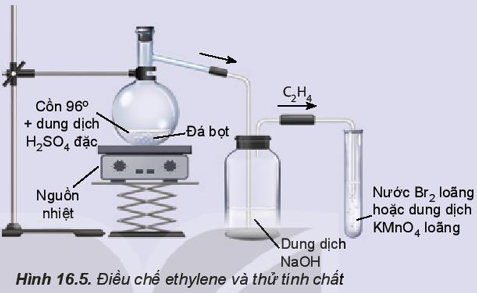 C₂H₄
Cồn 96º
+ dung dịch
H₂SO₄ đặc
Đá bọt
Nguồn
nhiệt
Nước Br₂ loãng
hoặc dung dịch
KMnO₄ loãng
Dung dịch
NaOH
Hình 16.5. Điều chế ethylene và thử tinh chất